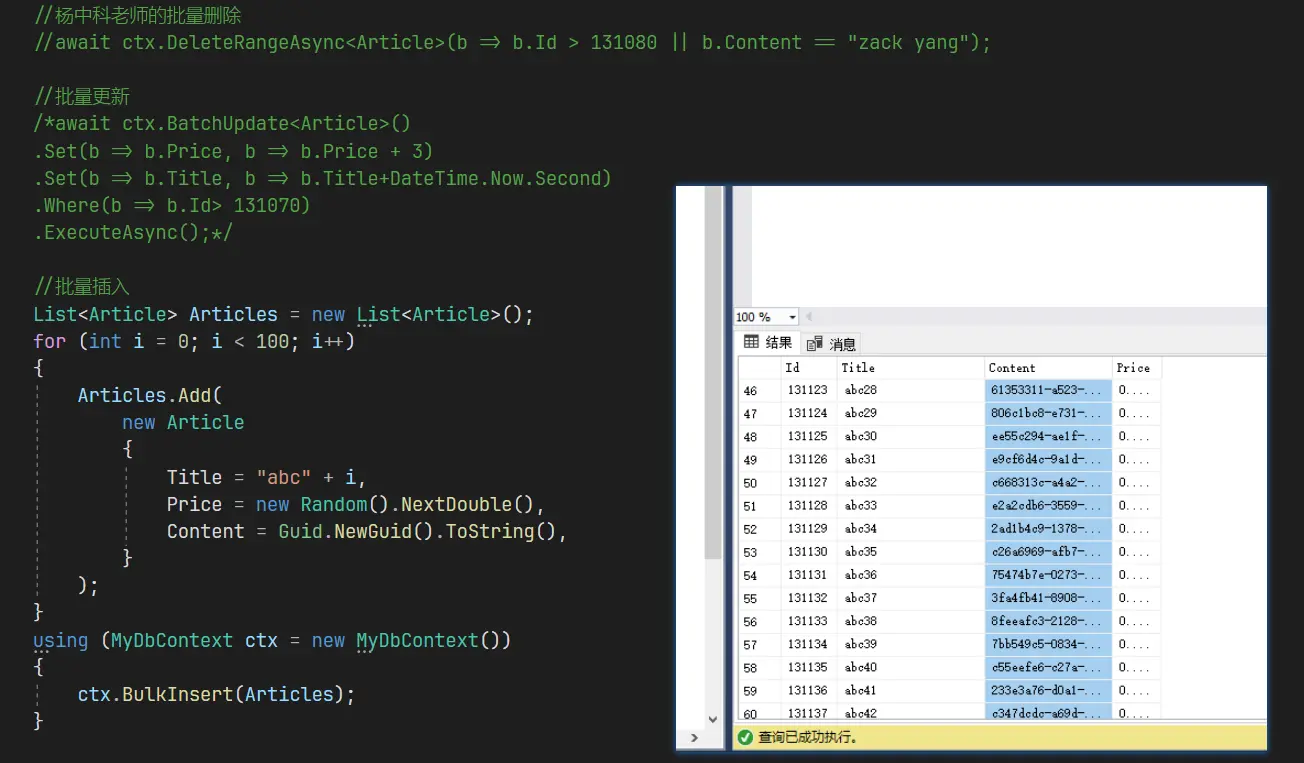 //杨中科老师的批量删除
//await ctx.DeleteRangeAsync<Article>(b => b.Id > 131080 || b.Content == "zack yang");
//批量更新
/*await ctx.BatchUpdate<Article>()
.Set(b => b.Price, b => b.Price + 3)
.Set(b => b.Title, b => b.Title+DateTime.Now.Second)
.Where(b => b.Id> 131070)
.ExecuteAsync();*/
//批量插入
List<Article> Articles = new List<Article>();
for (int i = 0; i < 100; i++)
{
Articles.Add(
new Article
{
Title = "abc" + i,
Price = new Random().NextDouble(),
Content = Guid.NewGuid().ToString(),
}
);
}
using (MyDbContext ctx = new MyDbContext())
{
ctx.BulkInsert(Articles);
}
100 %
结果 消息
Id Title Content Price
46 131123 abc28 61353311-a523-... 0....
47 131124 abc29 806c1bc8-e731-... 0....
48 131125 abc30 ee55c294-ae1f-... 0....
49 131126 abc31 e9cf6d4c-9a1d-... 0....
50 131127 abc32 c668313c-a4a2-... 0....
51 131128 abc33 e2a2cdb6-3559-... 0....
52 131129 abc34 2ad1b4c9-1378-... 0....
53 131130 abc35 c26a6969-afb7-... 0....
54 131131 abc36 75474b7e-0273-... 0....
55 131132 abc37 3fa4fb41-8908-... 0....
56 131133 abc38 8feeafc3-2128-... 0....
57 131134 abc39 7bb549c5-0834-... 0....
58 131135 abc40 c55eefe6-c27a-... 0....
59 131136 abc41 233e3a76-d0a1-... 0....
60 131137 abc42 c347dcdc-a69d-... 0....
查询已成功执行。